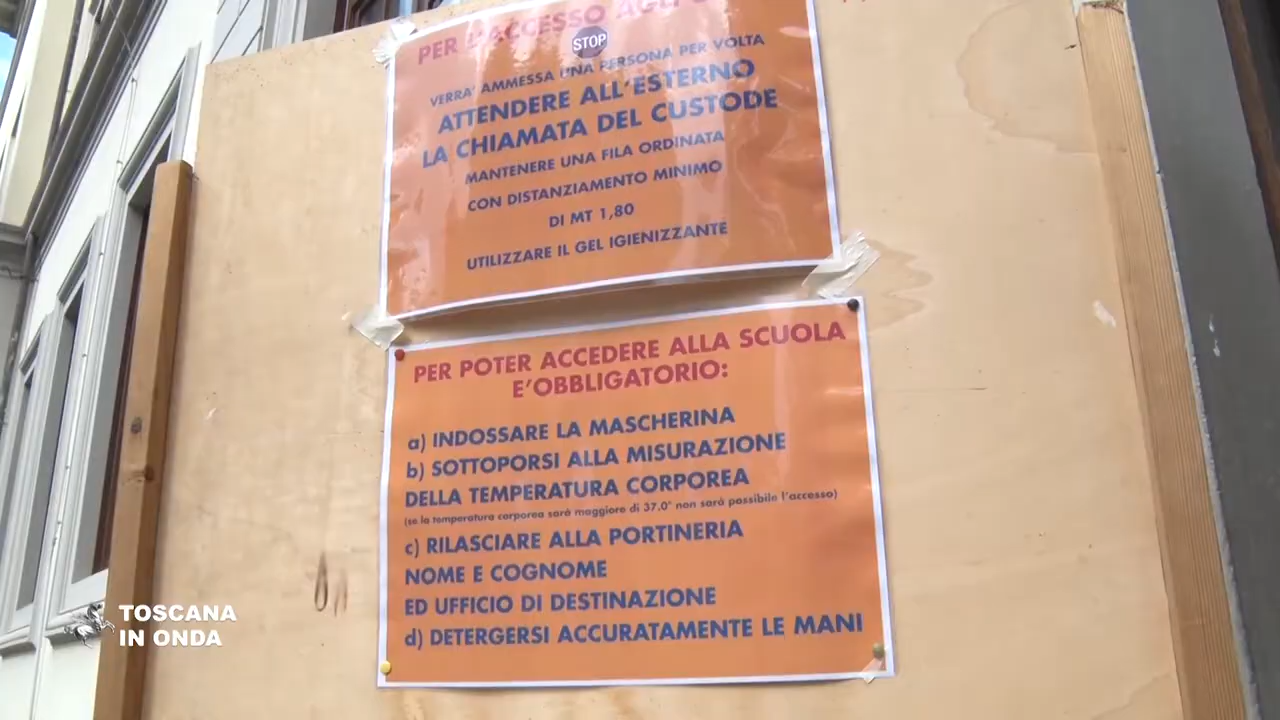 PER L'ACCESSO AGLI
STOP
VERRA' AMMESSA UNA PERSONA PER VOLTA
ATTENDERE ALL'ESTERNO
LA CHIAMATA DEL CUSTODE
MANTENERE UNA FILA ORDINATA
CON DISTANZIAMENTO MINIMO
DI MT 1,80
UTILIZZARE IL GEL IGIENIZZANTE
PER POTER ACCEDERE ALLA SCUOLA
E'OBBLIGATORIO:
a) INDOSSARE LA MASCHERINA
b) SOTTOPORSI ALLA MISURAZIONE
DELLA TEMPERATURA CORPOREA
(se la temperatura corporea sarà maggiore di 37.0° non sarà possibile l'accesso)
c) RILASCIARE ALLA PORTINERIA
NOME E COGNOME
ED UFFICIO DI DESTINAZIONE
d) DETERGERSI ACCURATAMENTE LE MANI
TOSCANA
IN ONDA